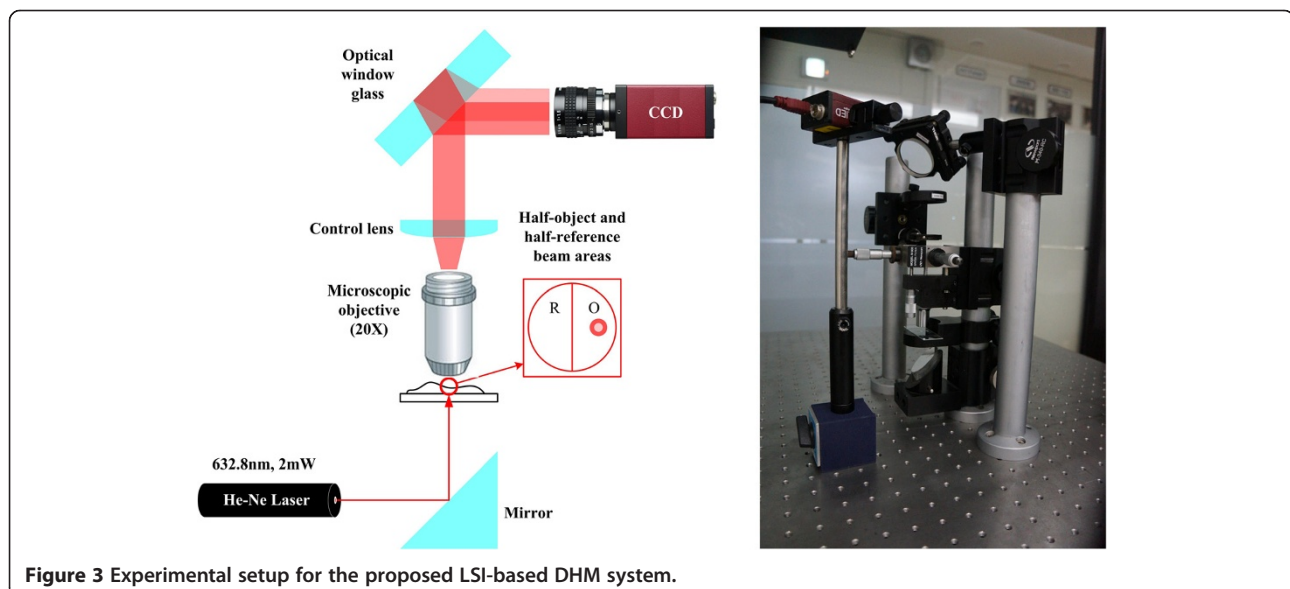 Optical
window
glass
CCD
Control lens
Half-object and
half-reference
beam areas
Microscopic
objective
(20X)
R
O
632.8nm, 2mW
He-Ne Laser
Mirror
Figure 3 Experimental setup for the proposed LSI-based DHM system.